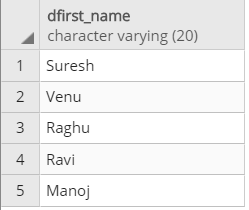 dfirst_name
character varying (20)
1 Suresh
2 Venu
3 Raghu
4 Ravi
5 Manoj